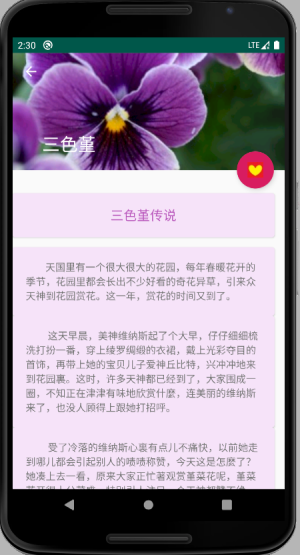 2:30
LTE
三色堇
三色堇传说
天国里有一个很大很大的花园，每年春暖花开的
季节，花园里都会长出不少好看的奇花异草，引来众
天神到花园赏花。这一年，赏花的时间又到了。
这天早晨，美神维纳斯起了个大早，仔仔细细梳
洗打扮一番，穿上绫罗绸缎的衣裙，戴上光彩夺目的
首饰，再带上她的宝贝儿子爱神丘比特，兴冲冲地来
到花园裏。这时，许多天神都已经到了，大家围成一
圈，不知正在津津有味地欣赏什麼，连美丽的维纳斯
来了，也没人顾得上跟她打招呼。
受了冷落的维纳斯心裏有点儿不痛快，以前她走
到哪儿都会引起别人的啧啧称赞，今天这是怎麽了？
她凑上去一看，原来大家正忙著观赏堇菜花呢，堇菜